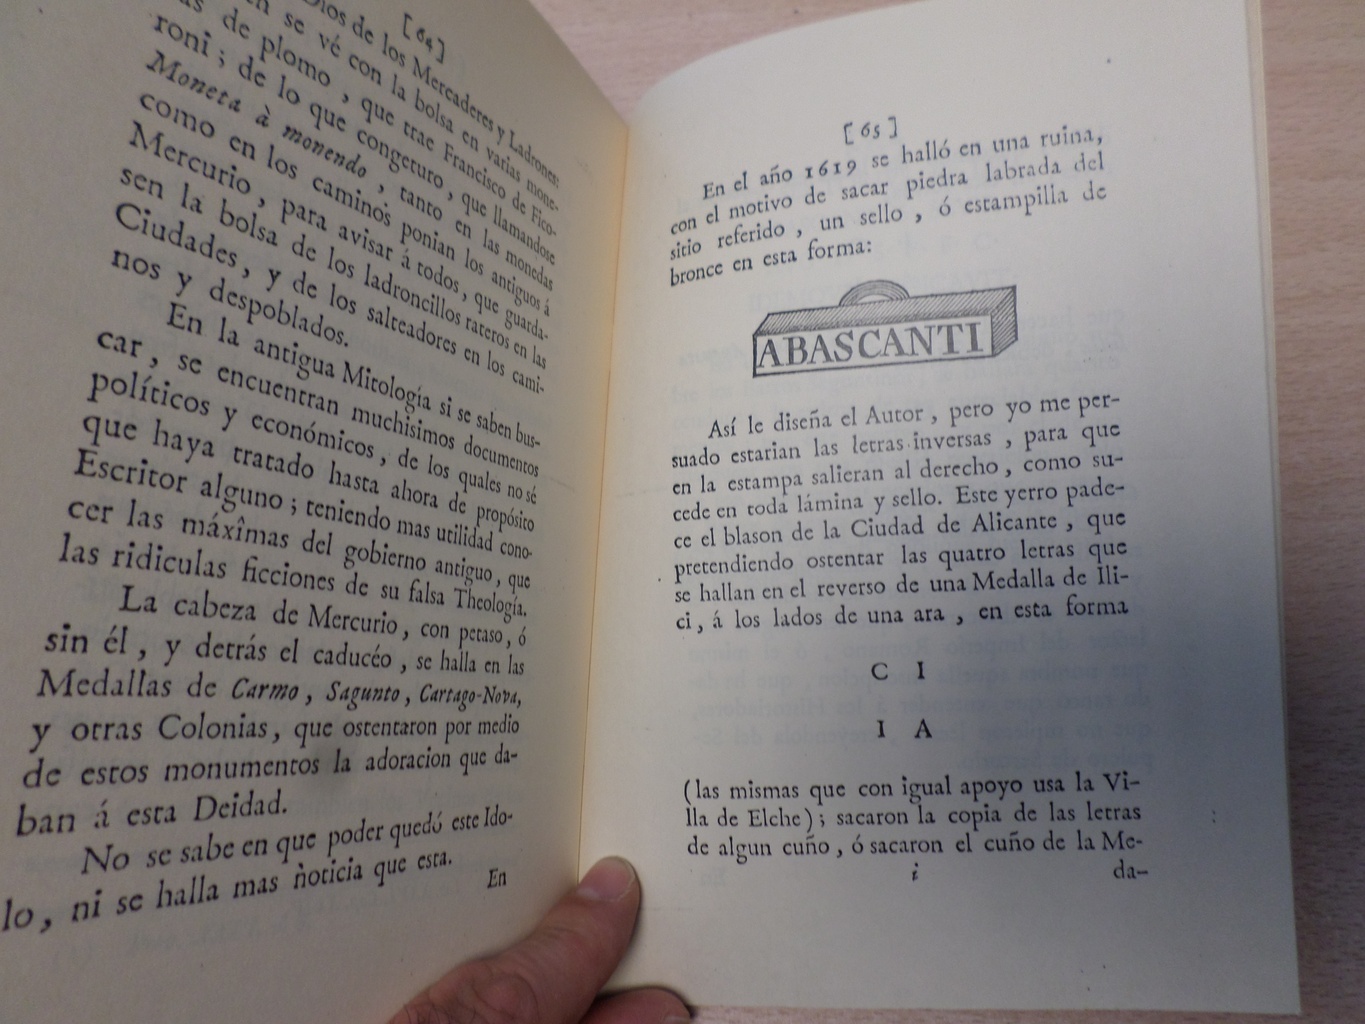 [64]
Dios de los Mercaderes y Ladrones:
en se vé con la bolsa en varias mone-
as de plomo, que trae Francisco de Fico-
roni; de lo que congeturo, que llamandose
Moneta à monendo, tanto en las monedas
como en los caminos ponian los antiguos á
Mercurio, para avisar á todos, que guarda-
sen la bolsa de los ladroncillos rateros en las
Ciudades, y de los salteadores en los cami-
nos y despoblados.
En la antigua Mitología si se saben bus-
car, se encuentran muchisimos documentos
políticos y económicos, de los quales no sé
que haya tratado hasta ahora de propósito
Escritor alguno; teniendo mas utilidad cono-
cer las máxîmas del gobierno antiguo, que
las ridiculas ficciones de su falsa Theología.
La cabeza de Mercurio, con petaso, ó
sin él, y detrás el caducéo, se halla en las
Medallas de Carmo, Sagunto, Cartago-Nova,
y otras Colonias, que ostentaron por medio
de estos monumentos la adoracion que da-
ban á esta Deidad.
No se sabe en que poder quedó este Ido-
lo, ni se halla mas noticia que esta.
En
[65]
En el año 1619 se halló en una ruina,
con el motivo de sacar piedra labrada del
sitio referido, un sello, ó estampilla de
bronce en esta forma:
ABASCANTI
Así le diseña el Autor, pero yo me per-
suado estarian las letras inversas, para que
en la estampa salieran al derecho, como su-
cede en toda lámina y sello. Este yerro pade-
ce el blason de la Ciudad de Alicante, que
pretendiendo ostentar las quatro letras que
se hallan en el reverso de una Medalla de Ili-
ci, á los lados de una ara, en esta forma
C I
I A
(las mismas que con igual apoyo usa la Vi-
lla de Elche); sacaron la copia de las letras
de algun cuño, ó sacaron el cuño de la Me-
i da-